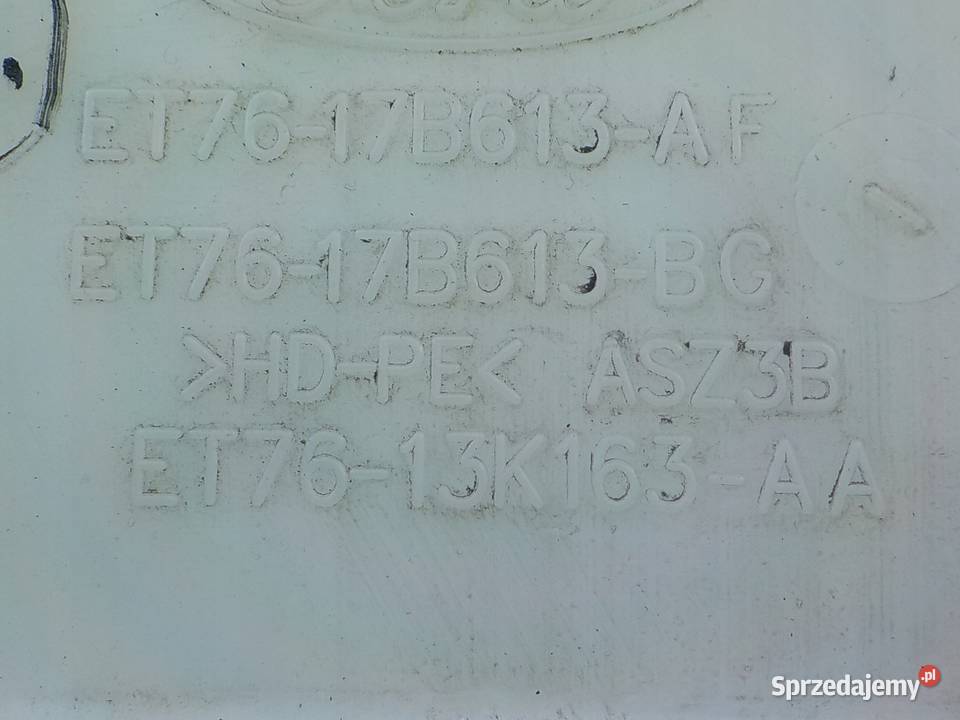 ET76-17B613-AF
ET76-17B613-BG
>HD-PE< ASZ3B
ET76-13K163-AA
Sprzedajemy.pl